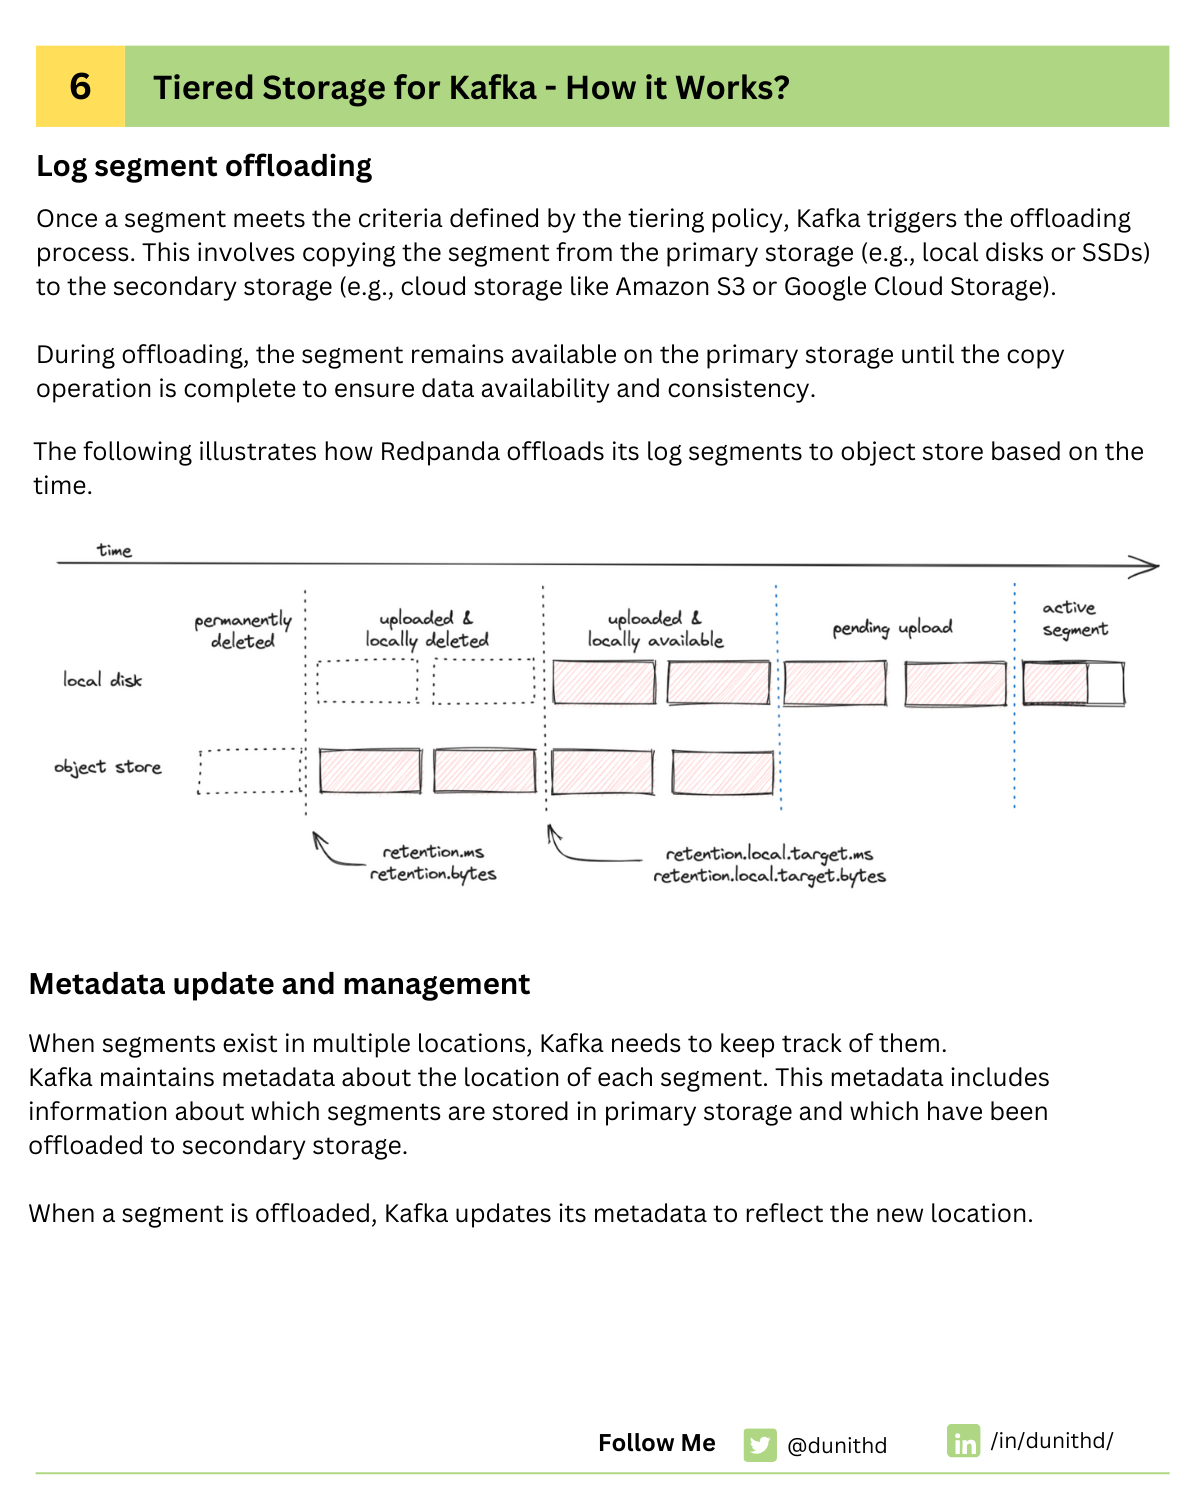 6
Tiered Storage for Kafka - How it Works?
Log segment offloading
Once a segment meets the criteria defined by the tiering policy, Kafka triggers the offloading
process. This involves copying the segment from the primary storage (e.g., local disks or SSDs)
to the secondary storage (e.g., cloud storage like Amazon S3 or Google Cloud Storage).
During offloading, the segment remains available on the primary storage until the copy
operation is complete to ensure data availability and consistency.
The following illustrates how Redpanda offloads its log segments to object store based on the
time.
time
permanently
deleted
uploaded &
locally deleted
uploaded &
locally available
pending upload
active
segment
local disk
object store
retention.ms
retention.bytes
retention.local.target.ms
retention.local.target.bytes
Metadata update and management
When segments exist in multiple locations, Kafka needs to keep track of them.
Kafka maintains metadata about the location of each segment. This metadata includes
information about which segments are stored in primary storage and which have been
offloaded to secondary storage.
When a segment is offloaded, Kafka updates its metadata to reflect the new location.
Follow Me
@dunithd
in
/in/dunithd/